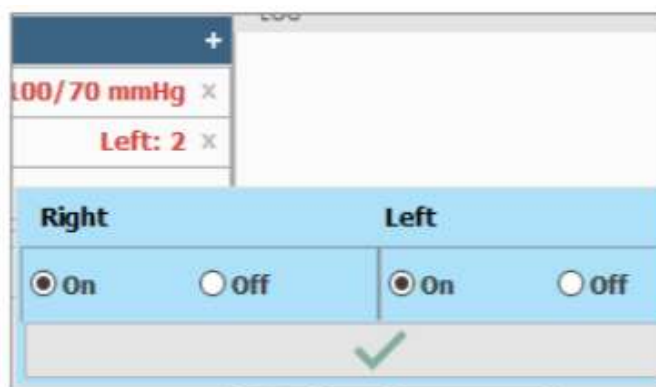 +
100/70 mmHg x
Left: 2 x
Right Left
On Off On Off